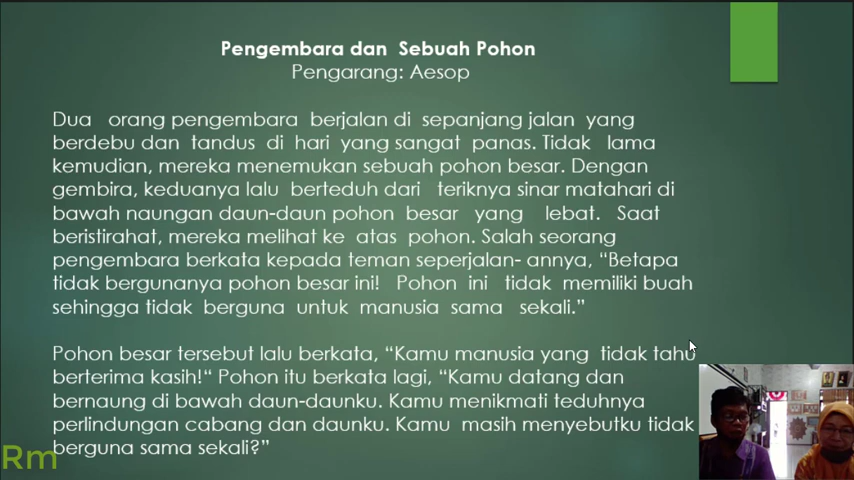 Pengembara dan Sebuah Pohon
Pengarang: Aesop
Dua orang pengembara berjalan di sepanjang jalan yang
berdebu dan tandus di hari yang sangat panas. Tidak lama
kemudian, mereka menemukan sebuah pohon besar. Dengan
gembira, keduanya lalu berteduh dari teriknya sinar matahari di
bawah naungan daun-daun pohon besar yang lebat. Saat
beristirahat, mereka melihat ke atas pohon. Salah seorang
pengembara berkata kepada teman seperjalan- annya, “Betapa
tidak bergunanya pohon besar ini! Pohon ini tidak memiliki buah
sehingga tidak berguna untuk manusia sama sekali.”
Pohon besar tersebut lalu berkata, “Kamu manusia yang tidak tahu
berterima kasih!“ Pohon itu berkata lagi, “Kamu datang dan
bernaung di bawah daun-daunku. Kamu menikmati teduhnya
perlindungan cabang dan daunku. Kamu masih menyebutku tidak
berguna sama sekali?”
Rm